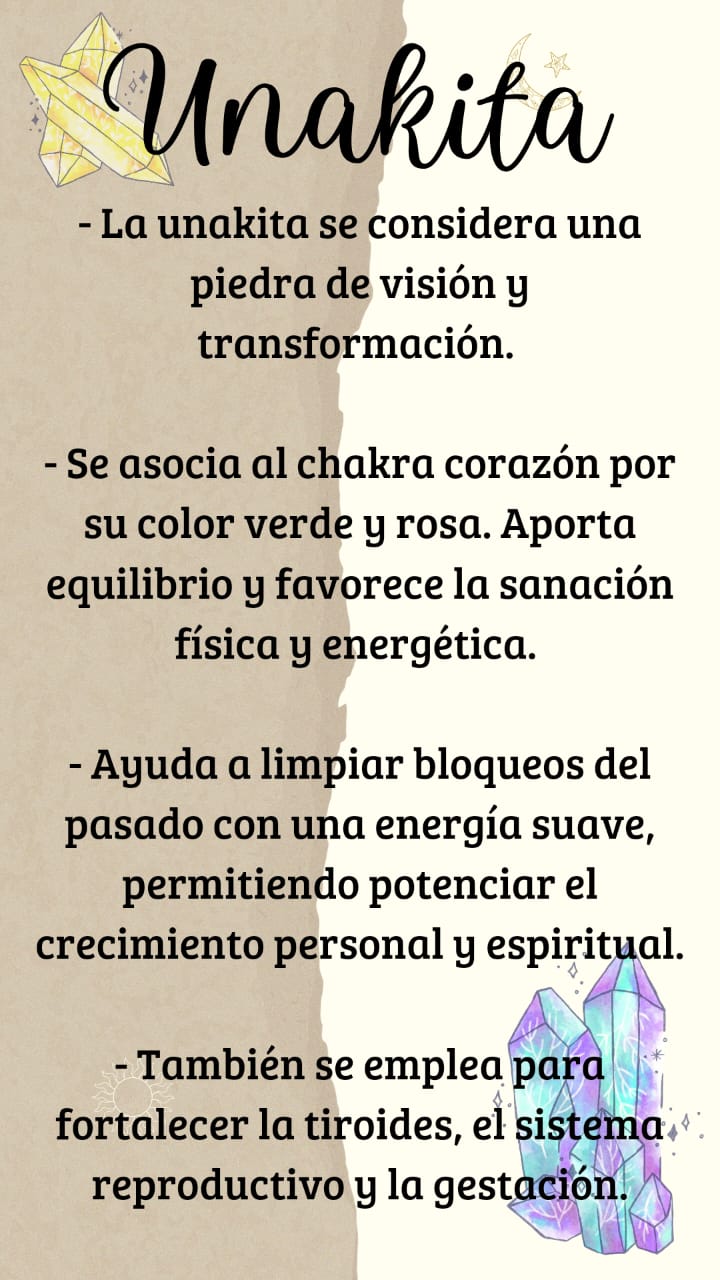 Unakita
- La unakita se considera una
piedra de visión y
transformación.
- Se asocia al chakra corazón por
su color verde y rosa. Aporta
equilibrio y favorece la sanación
física y energética.
- Ayuda a limpiar bloqueos del
pasado con una energía suave,
permitiendo potenciar el
crecimiento personal y espiritual.
- También se emplea para
fortalecer la tiroides, el sistema
reproductivo y la gestación.